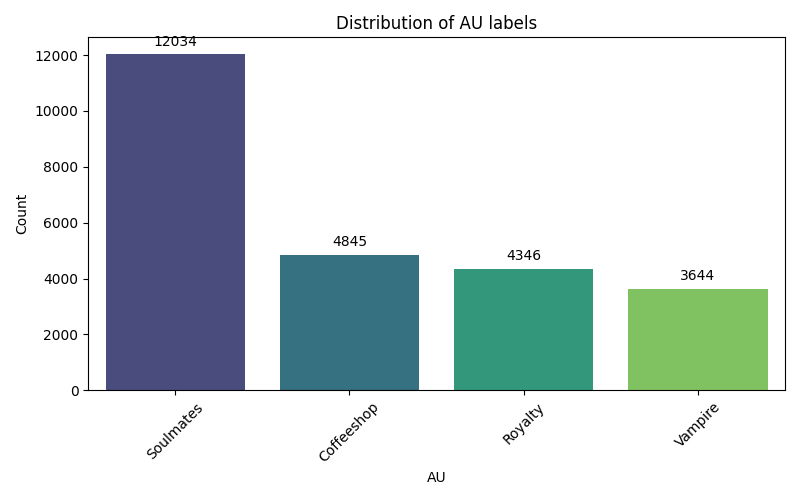 Distribution of AU labels
12034
12000
10000
8000
6000
4000
2000
0
Count
4845
4346
3644
Soulmates
Coffeeshop
Royalty
Vampire
AU